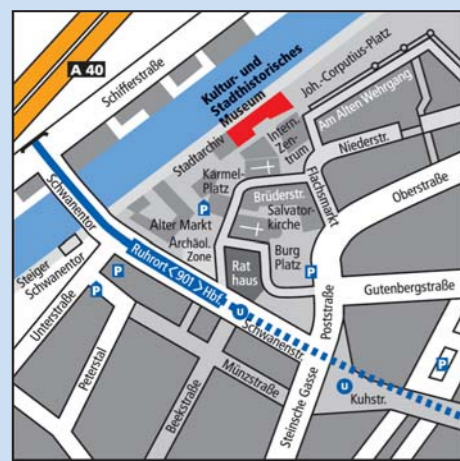 A 40
Schifferstraße
Kultur- und
Stadthistorisches
Museum
Joh.-Corputius-Platz
Am Alten Wehrgang
Stadtarchiv
Intern.
Zen-
trum
Niederstr.
Schwanentor
Karmel-
Platz
P
Brüderstr.
Flachsmarkt
Oberstraße
Salvator-
kirche
Alter Markt
Archäol.
Zone
Burg
Platz
P
Rat
haus
Steiger
Schwanentor
Ruhrort <901> Hbf.
P
P
Unterstraße
U
Gutenbergstraße
Schwanenstr.
Poststraße
Peterstal
Münzstraße
Beekstraße
Steinsche Gasse
U
Kuhstr.
P